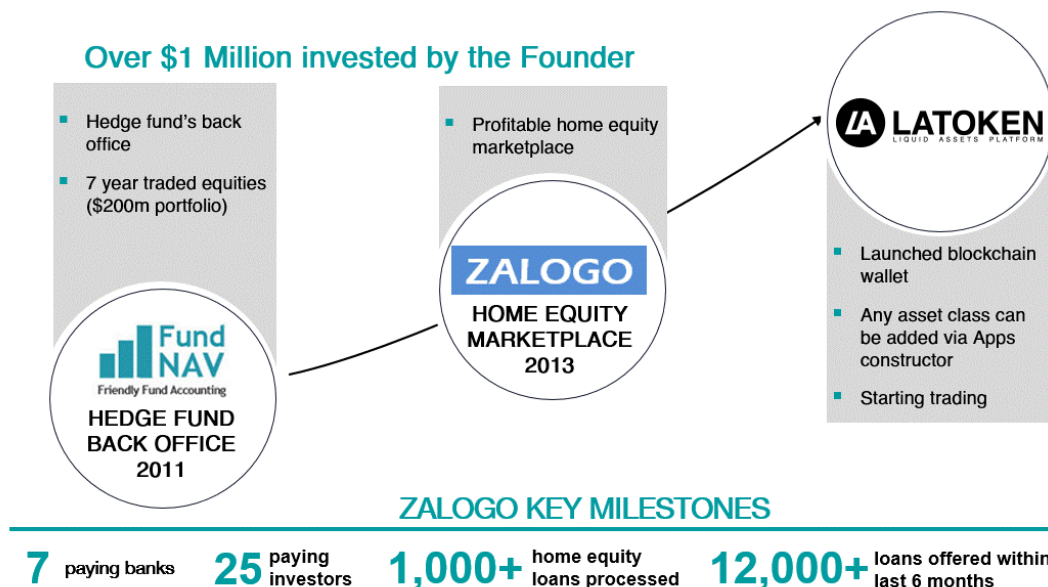 Over $1 Million invested by the Founder
Hedge fund's back
office
7 year traded equities
($200m portfolio)
Fund
NAV
Friendly Fund Accounting
HEDGE FUND
BACK OFFICE
2011
Profitable home equity
marketplace
ZALOGO
HOME EQUITY
MARKETPLACE
2013
LA LATOKEN
LIQUID ASSETS PLATFORM
Launched blockchain
wallet
Any asset class can
be added via Apps
constructor
Starting trading
ZALOGO KEY MILESTONES
7 paying banks
25 paying
investors
1,000+ home equity
loans processed
12,000+ loans offered within
last 6 months